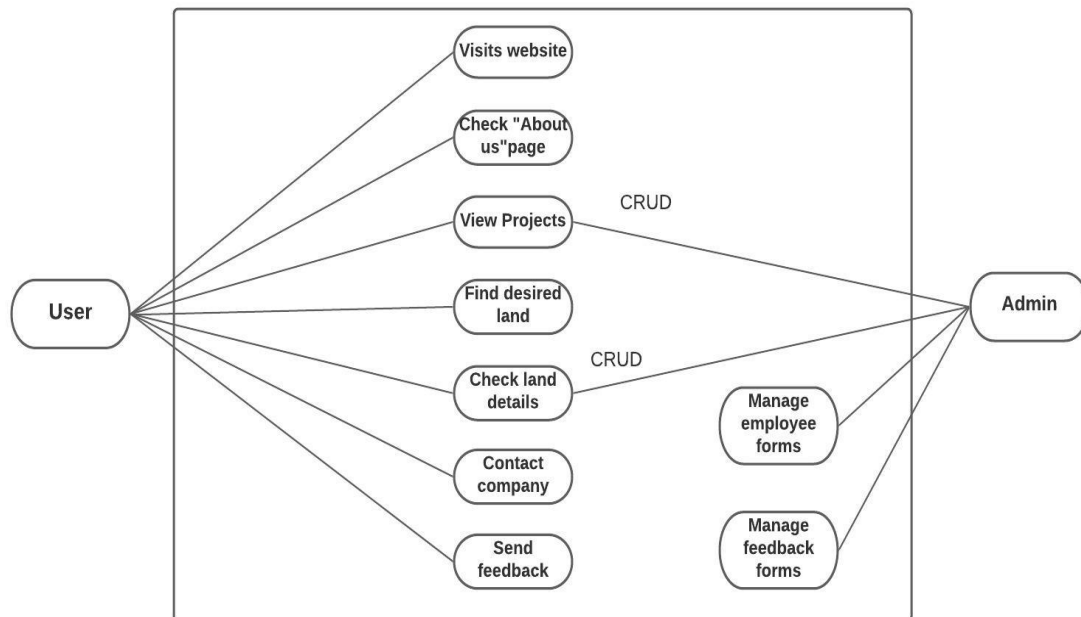 Visits website
Check "About
us"page
View Projects
CRUD
User
Find desired
land
Admin
CRUD
Check land
details
Manage
employee
forms
Contact
company
Send
feedback
Manage
feedback
forms